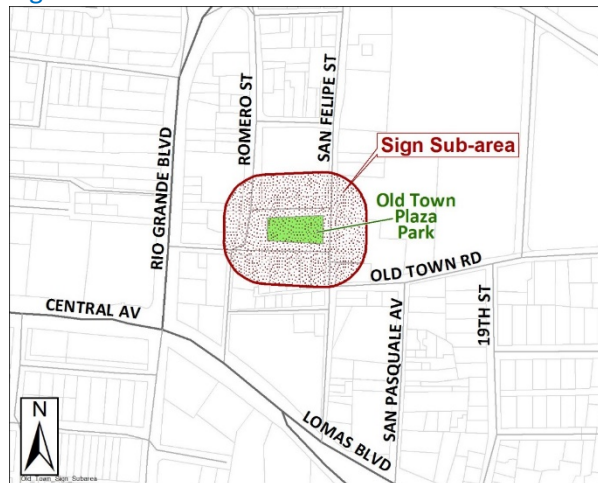 SAN FELIPE ST
ROMERO ST
RIO GRANDE BLVD
Sign Sub-area
Old Town
Plaza
Park
OLD TOWN RD
CENTRAL AV
19TH ST
SAN PASQUALE AV
LOMAS BLVD
N
Old_Town_Sign_Subarea